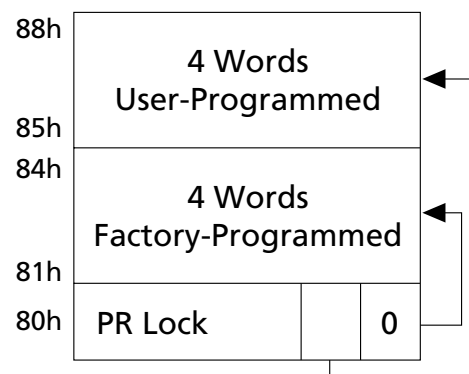 88h
4 Words
User-Programmed
85h
84h
4 Words
Factory-Programmed
81h
80h PR Lock 0